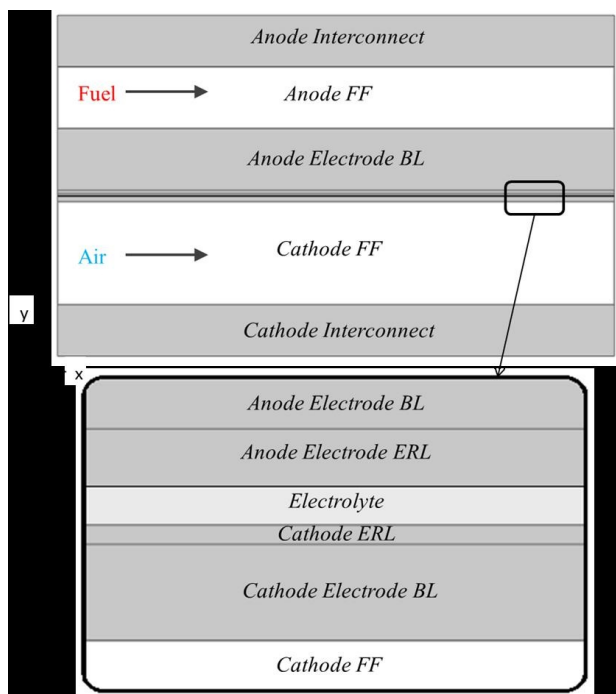 Anode Interconnect
Fuel
Anode FF
Anode Electrode BL
Air
Cathode FF
y
Cathode Interconnect
x
Anode Electrode BL
Anode Electrode ERL
Electrolyte
Cathode ERL
Cathode Electrode BL
Cathode FF